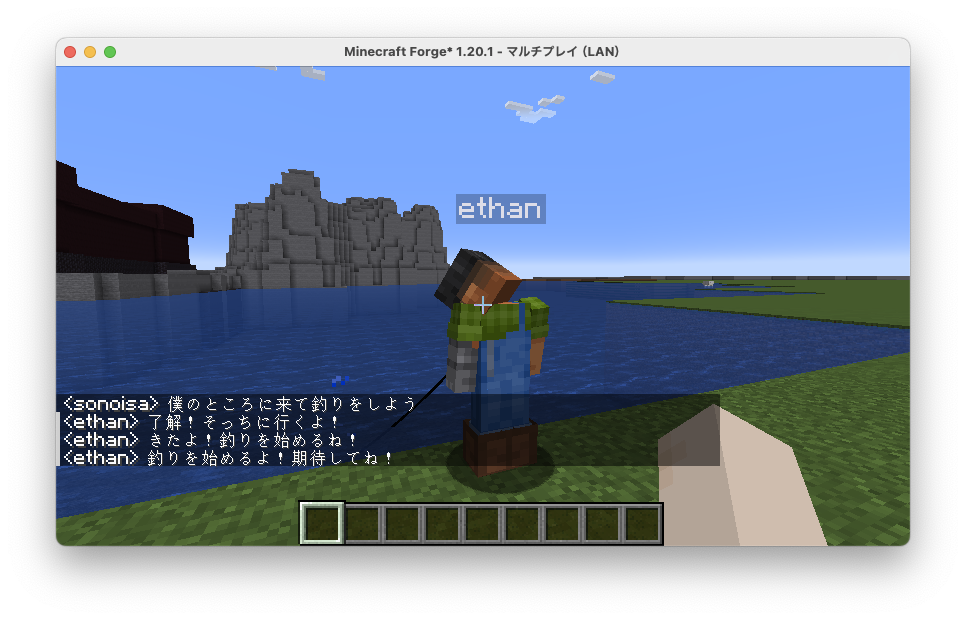 Minecraft Forge* 1.20.1 - マルチプレイ (LAN)
ethan
<sonoisa> 僕のところに来て釣りをしよう
<ethan> 了解！そっちに行くよ！
<ethan> きたよ！釣りを始めるね！
<ethan> 釣りを始めるよ！期待してね！